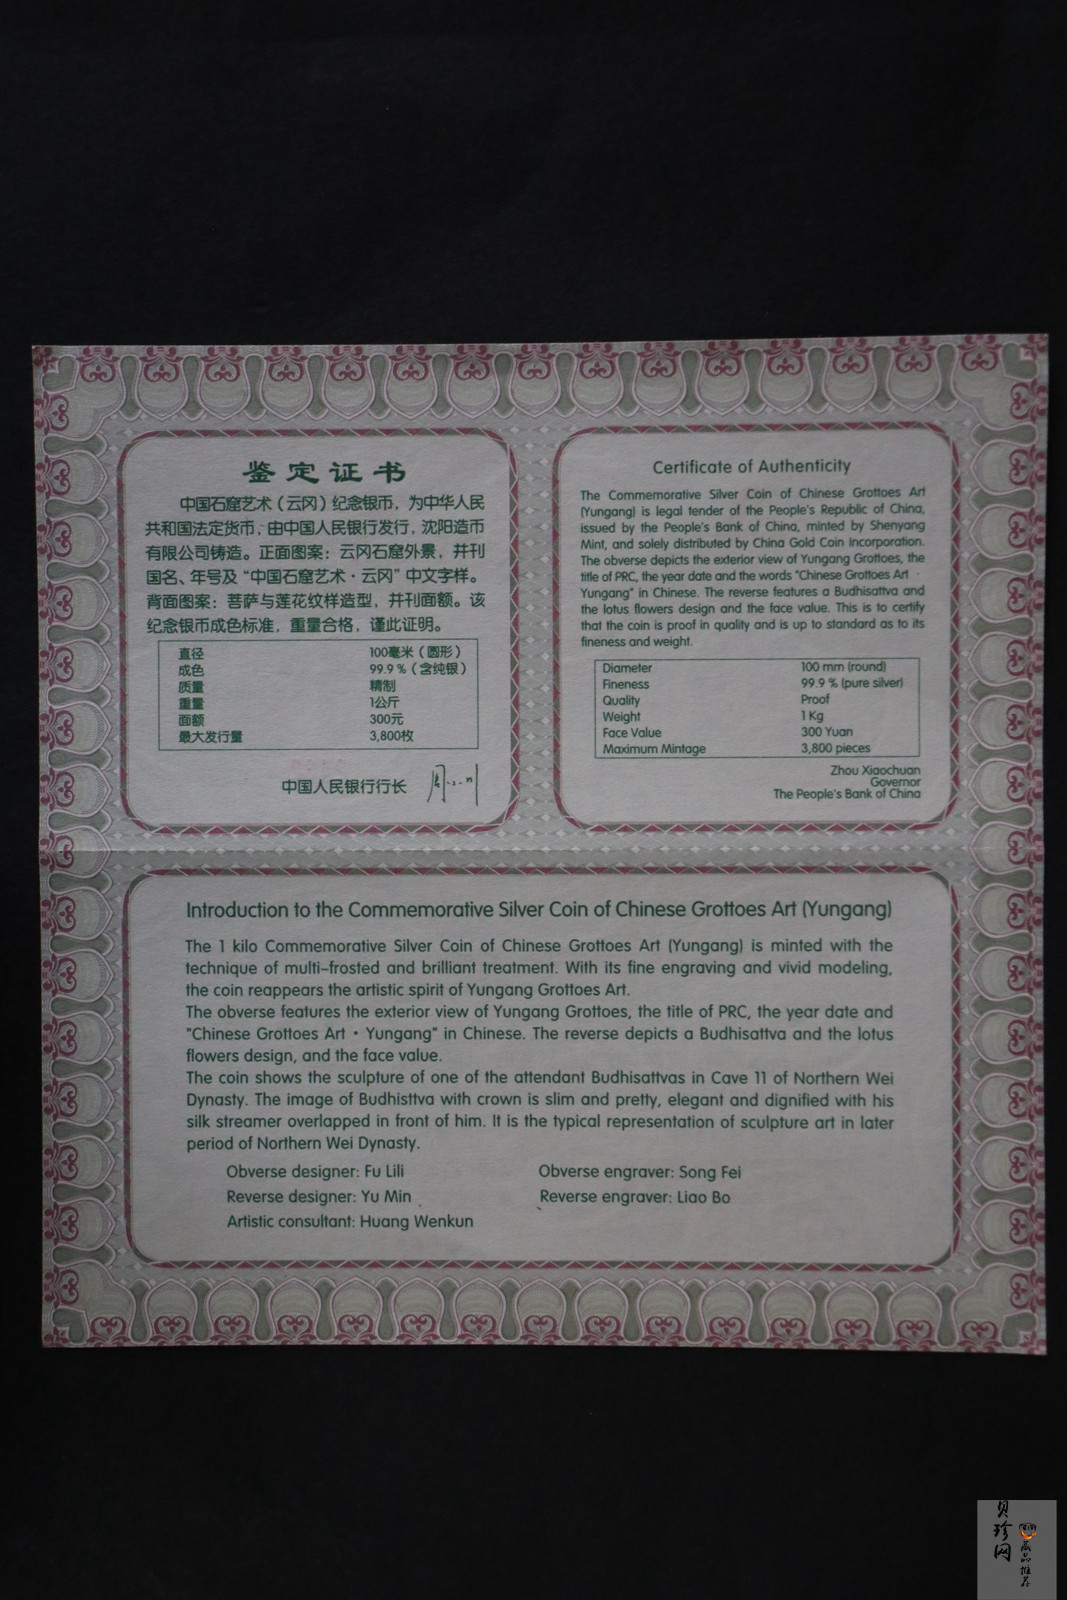 鉴定证书
中国石窟艺术（云冈）纪念银币，为中华人民
共和国法定货币，由中国人民银行发行，沈阳造币
有限公司铸造。正面图案：云冈石窟外景，并刊
国名、年号及“中国石窟艺术·云冈”中文字样。
背面图案：菩萨与莲花纹样造型，并刊面额。该
纪念银币成色标准，重量合格，谨此证明。
直径 100毫米（圆形）
成色 99.9％（含纯银）
质量 精制
重量 1公斤
面额 300元
最大发行量 3,800枚
中国人民银行行长
Certificate of Authenticity
The Commemorative Silver Coin of Chinese Grottoes Art
(Yungang) is legal tender of the People's Republic of China,
issued by the People's Bank of China, minted by Shenyang
Mint, and solely distributed by China Gold Coin Incorporation.
The obverse depicts the exterior view of Yungang Grottoes, the
title of PRC, the year date and the words "Chinese Grottoes Art ·
Yungang" in Chinese. The reverse features a Budhisattva and
the lotus flowers design and the face value. This is to certify
that the coin is proof in quality and is up to standard as to its
fineness and weight.
Diameter 100 mm (round)
Fineness 99.9 % (pure silver)
Quality Proof
Weight 1 Kg
Face Value 300 Yuan
Maximum Mintage 3,800 pieces
Zhou Xiaochuan
Governor
The People's Bank of China
Introduction to the Commemorative Silver Coin of Chinese Grottoes Art (Yungang)
The 1 kilo Commemorative Silver Coin of Chinese Grottoes Art (Yungang) is minted with the
technique of multi-frosted and brilliant treatment. With its fine engraving and vivid modeling,
the coin reappears the artistic spirit of Yungang Grottoes Art.
The obverse features the exterior view of Yungang Grottoes, the title of PRC, the year date and
"Chinese Grottoes Art · Yungang" in Chinese. The reverse depicts a Budhisattva and the lotus
flowers design, and the face value.
The coin shows the sculpture of one of the attendant Budhisattvas in Cave 11 of Northern Wei
Dynasty. The image of Budhisttva with crown is slim and pretty, elegant and dignified with his
silk streamer overlapped in front of him. It is the typical representation of sculpture art in later
period of Northern Wei Dynasty.
Obverse designer: Fu Lili Obverse engraver: Song Fei
Reverse designer: Yu Min Reverse engraver: Liao Bo
Artistic consultant: Huang Wenkun
贝珍网
藏品推荐